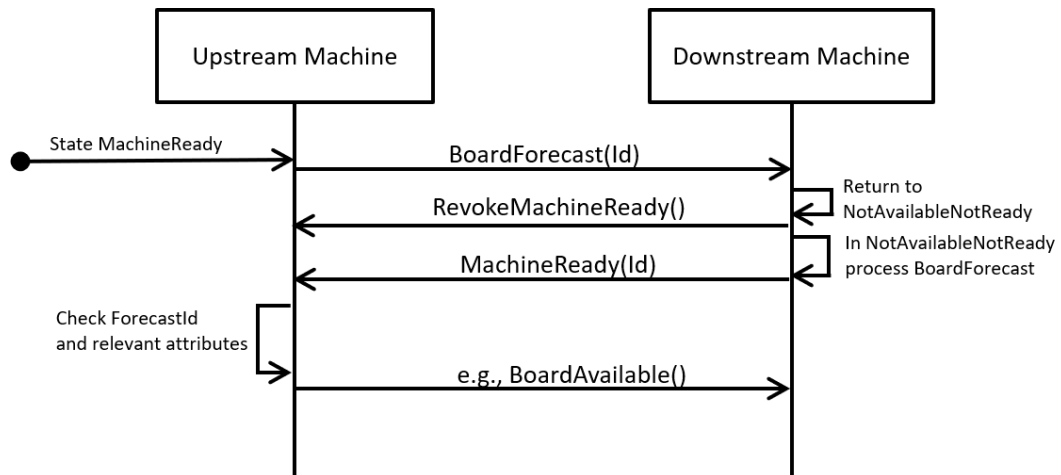 Upstream Machine
Downstream Machine
State MachineReady
BoardForecast(Id)
Return to
NotAvailableNotReady
RevokeMachineReady()
In NotAvailableNotReady
process BoardForecast
MachineReady(Id)
Check ForecastId
and relevant attributes
e.g., BoardAvailable()